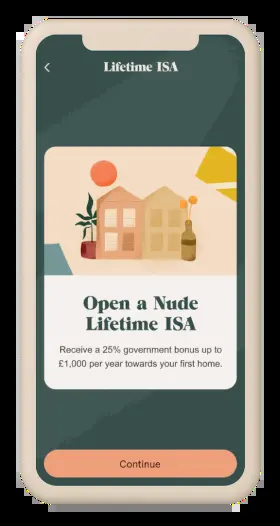 Lifetime ISA
Open a Nude
Lifetime ISA
Receive a 25% government bonus up to
£1,000 per year towards your first home.
Continue